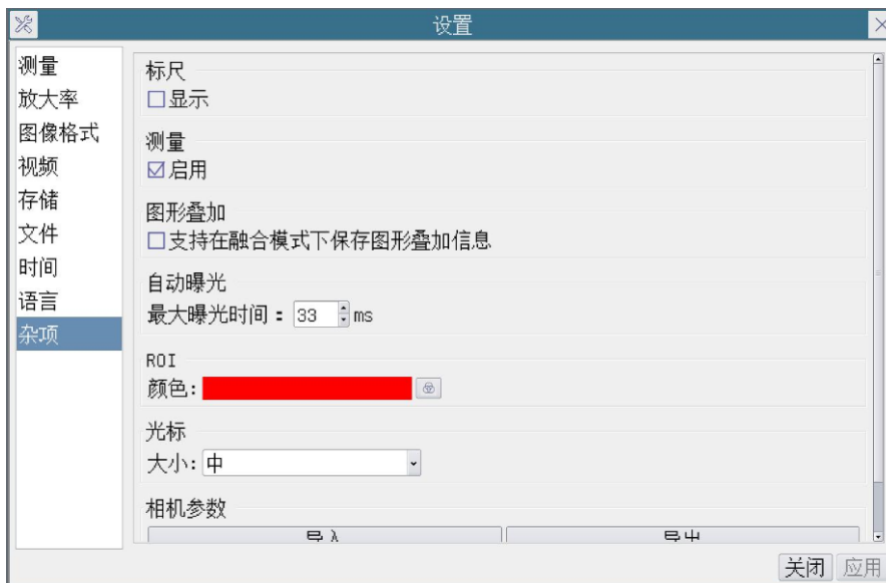 设置
测量
放大率
图像格式
视频
存储
文件
时间
语言
杂项
标尺
显示
测量
启用
图形叠加
支持在融合模式下保存图形叠加信息
自动曝光
最大曝光时间: 33 ms
ROI
颜色:
光标
大小: 中
相机参数
导入 导出
关闭 应用